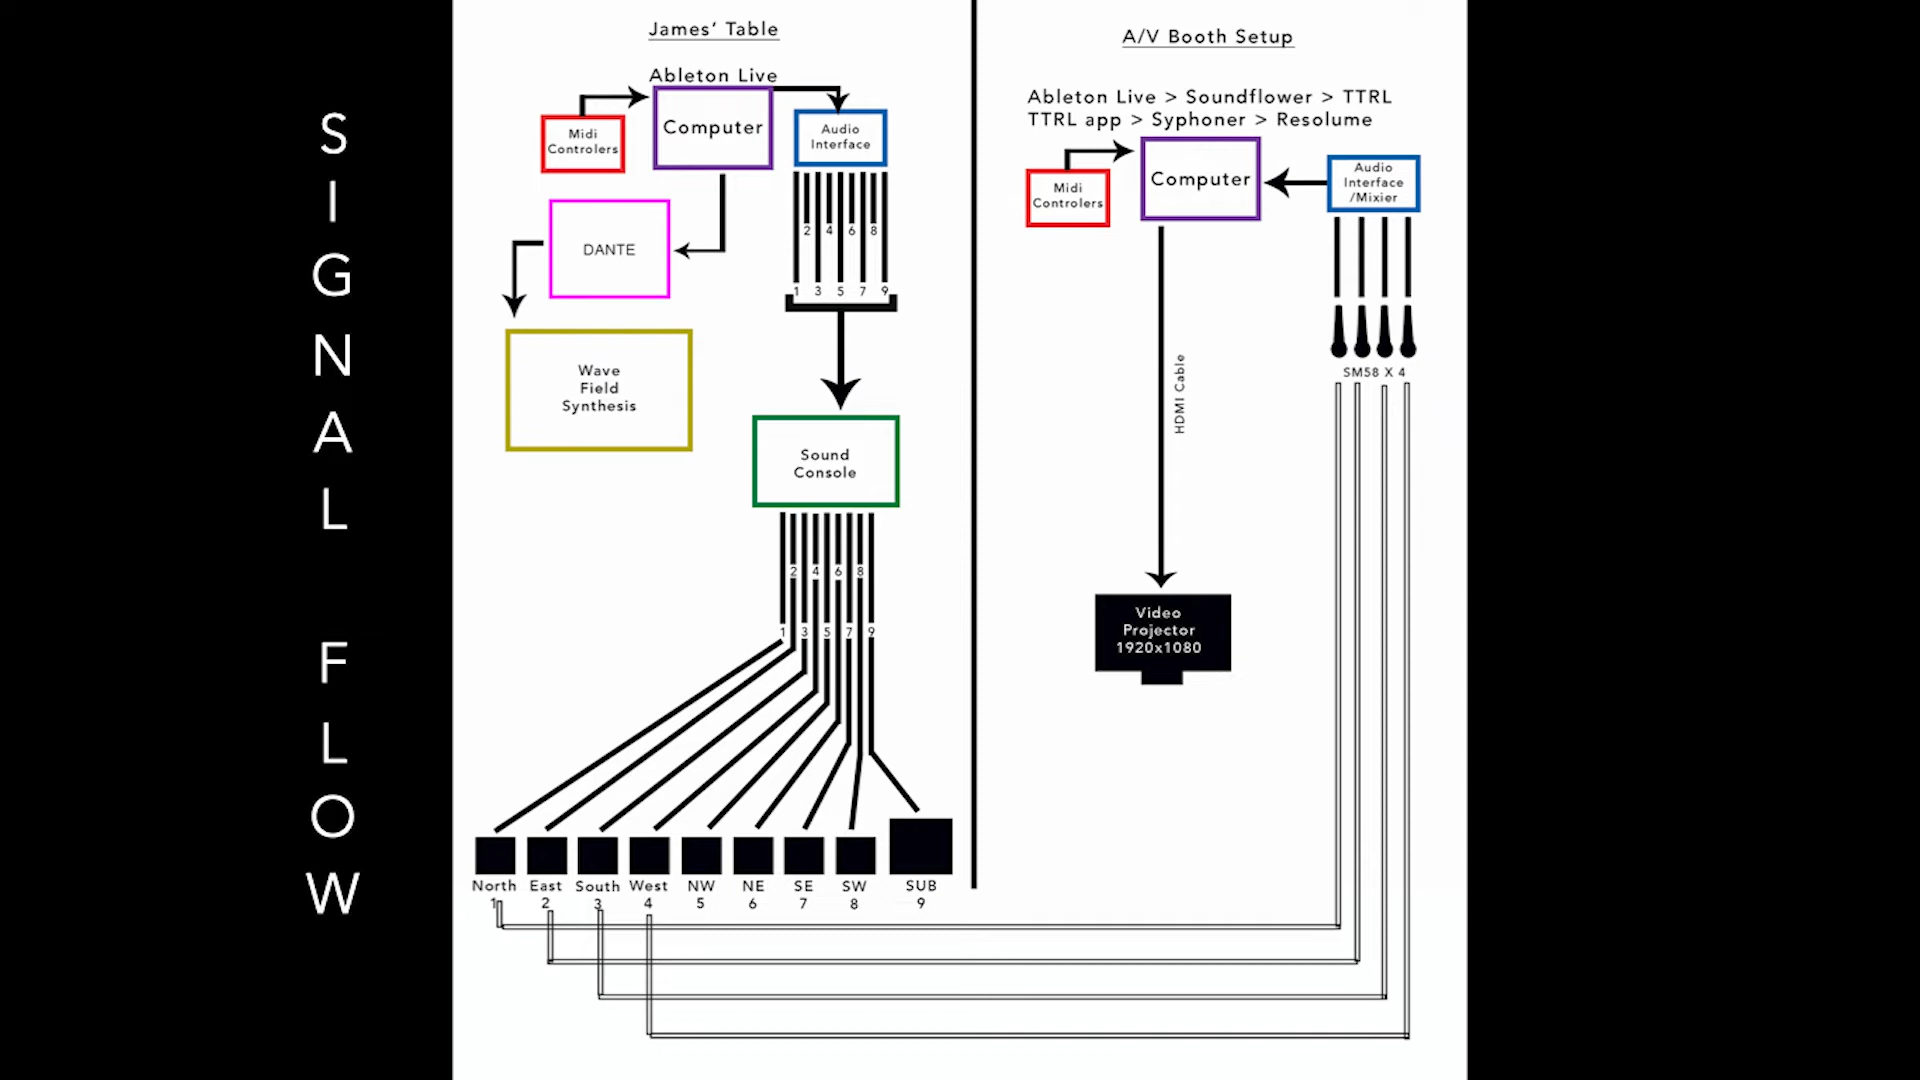 SIGNAL FLOW
James' Table
Ableton Live
Midi
Controlers
Computer
Audio
Interface
DANTE
2 4 6 8
1 3 5 7 9
Wave
Field
Synthesis
Sound
Console
2 4 6 8
1 3 5 7 9
North East South West NW NE SE SW SUB
1 2 3 4 5 6 7 8 9
A/V Booth Setup
Ableton Live > Soundflower > TTRL
TTRL app > Syphoner > Resolume
Midi
Controlers
Computer
Audio
Interface
/Mixier
SM58 X 4
HDMI Cable
Video
Projector
1920x1080